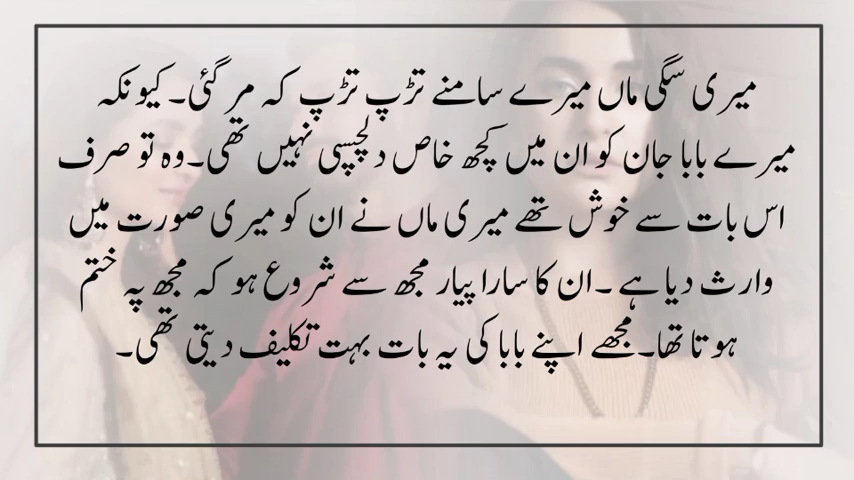 میری سگی ماں میرے سامنے تڑپ تڑپ کہ مر گئی۔ کیونکہ
میرے بابا جان کو ان میں کچھ خاص دلچسپی نہیں تھی۔وہ تو صرف
اس بات سے خوش تھے میری ماں نے ان کو میری صورت میں
وارث دیا ہے ۔ان کا سارا پیار مجھ سے شروع ہو کہ مجھ پہ ختم
ہوتا تھا۔مجھے اپنے بابا کی یہ بات بہت تکلیف دیتی تھی۔